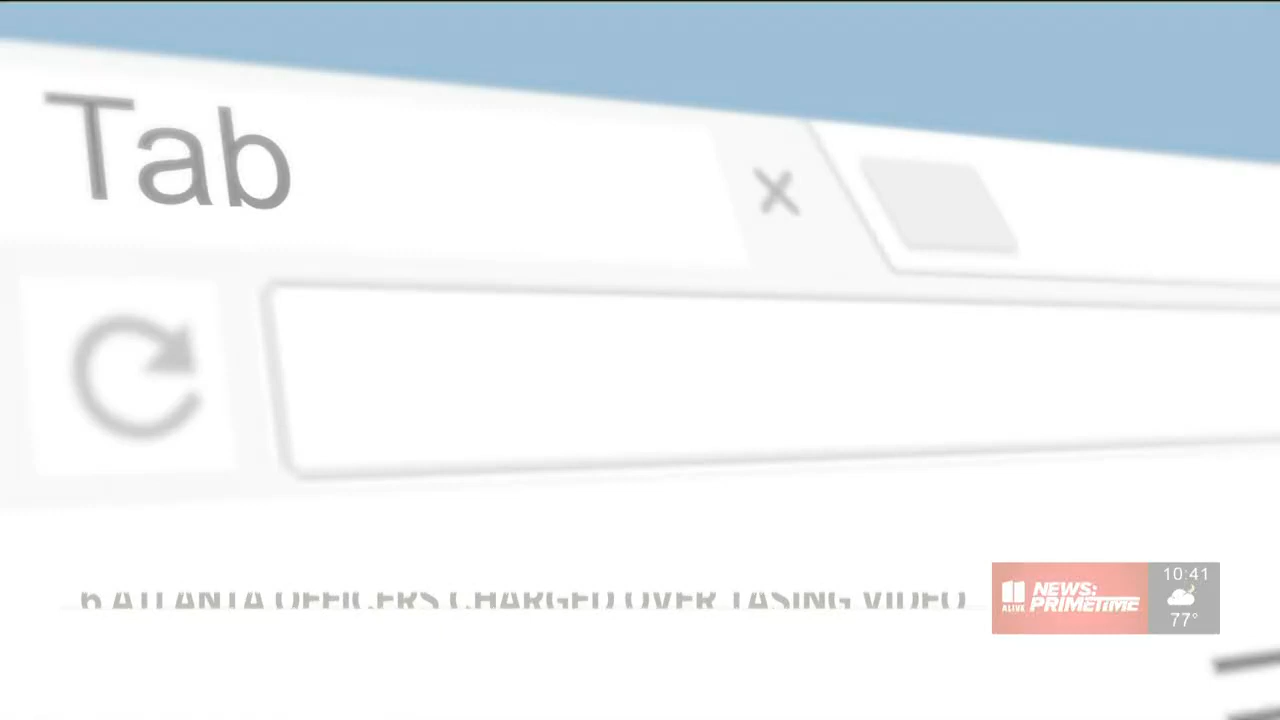 Tab
6 ATLANTA OFFICERS CHARGED OVER TASING VIDEO
11 ALIVE NEWS: PRIMETIME
10:41
77°